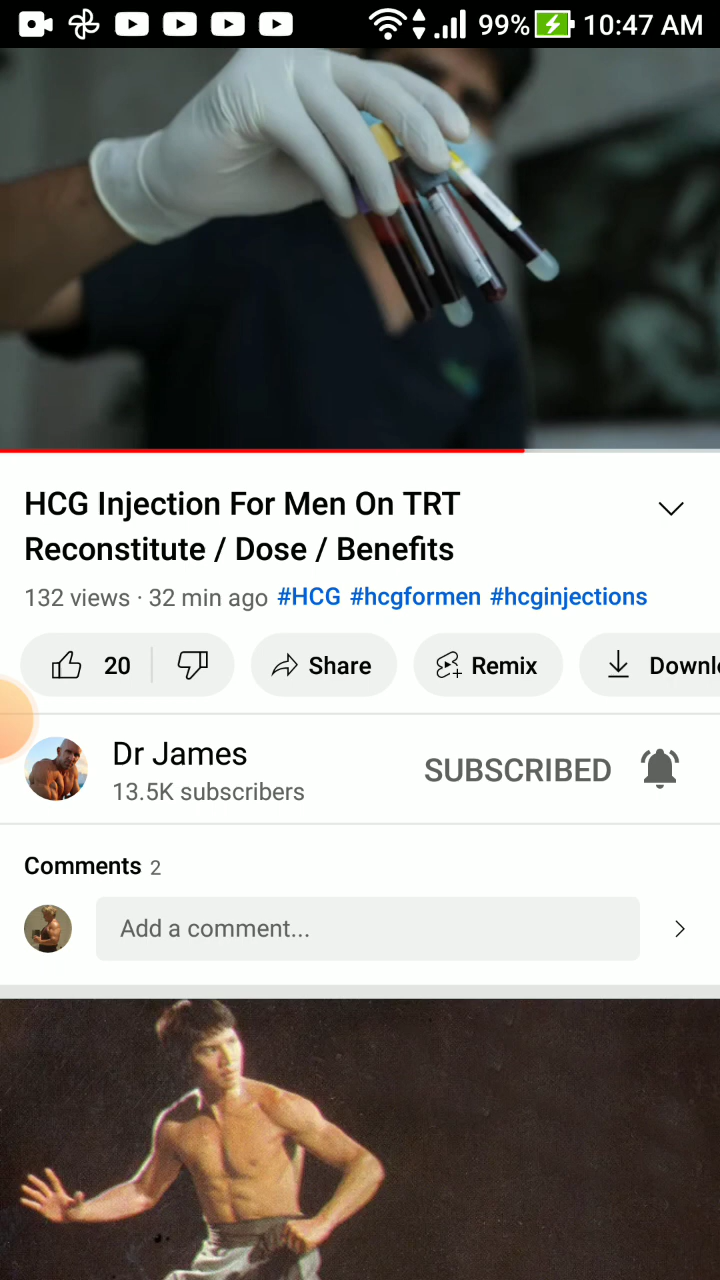 99% 10:47 AM
HCG Injection For Men On TRT
Reconstitute / Dose / Benefits
132 views · 32 min ago #HCG #hcgformen #hcginjections
20 Share Remix
Dr James
13.5K subscribers
SUBSCRIBED
Comments 2
Add a comment...